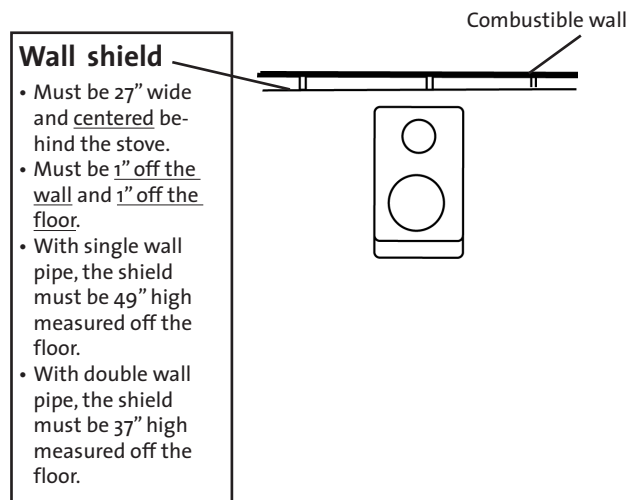 Combustible wall
Wall shield
• Must be 27” wide
and centered be-
hind the stove.
• Must be 1” off the
wall and 1” off the
floor.
• With single wall
pipe, the shield
must be 49” high
measured off the
floor.
• With double wall
pipe, the shield
must be 37” high
measured off the
floor.